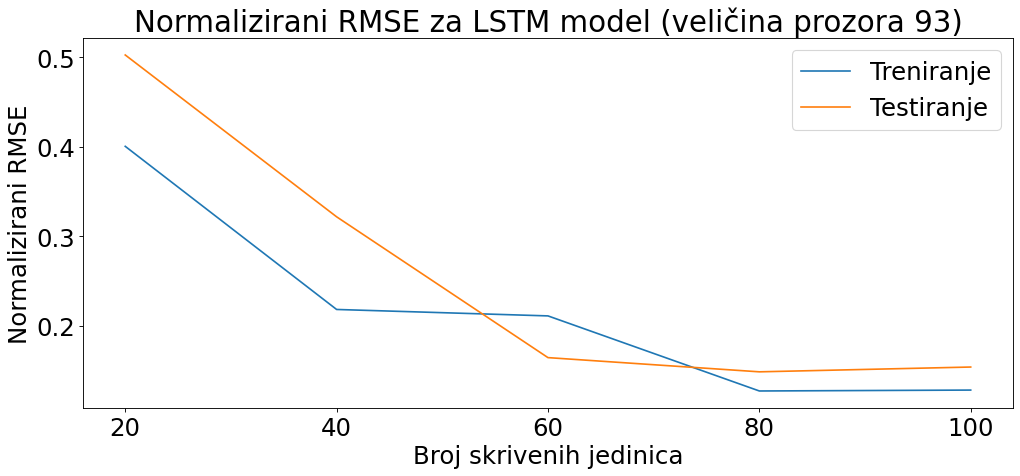 Normalizirani RMSE za LSTM model (veličina prozora 93)
Normalizirani RMSE
0.5
0.4
0.3
0.2
Treniranje
Testiranje
20 40 60 80 100
Broj skrivenih jedinica